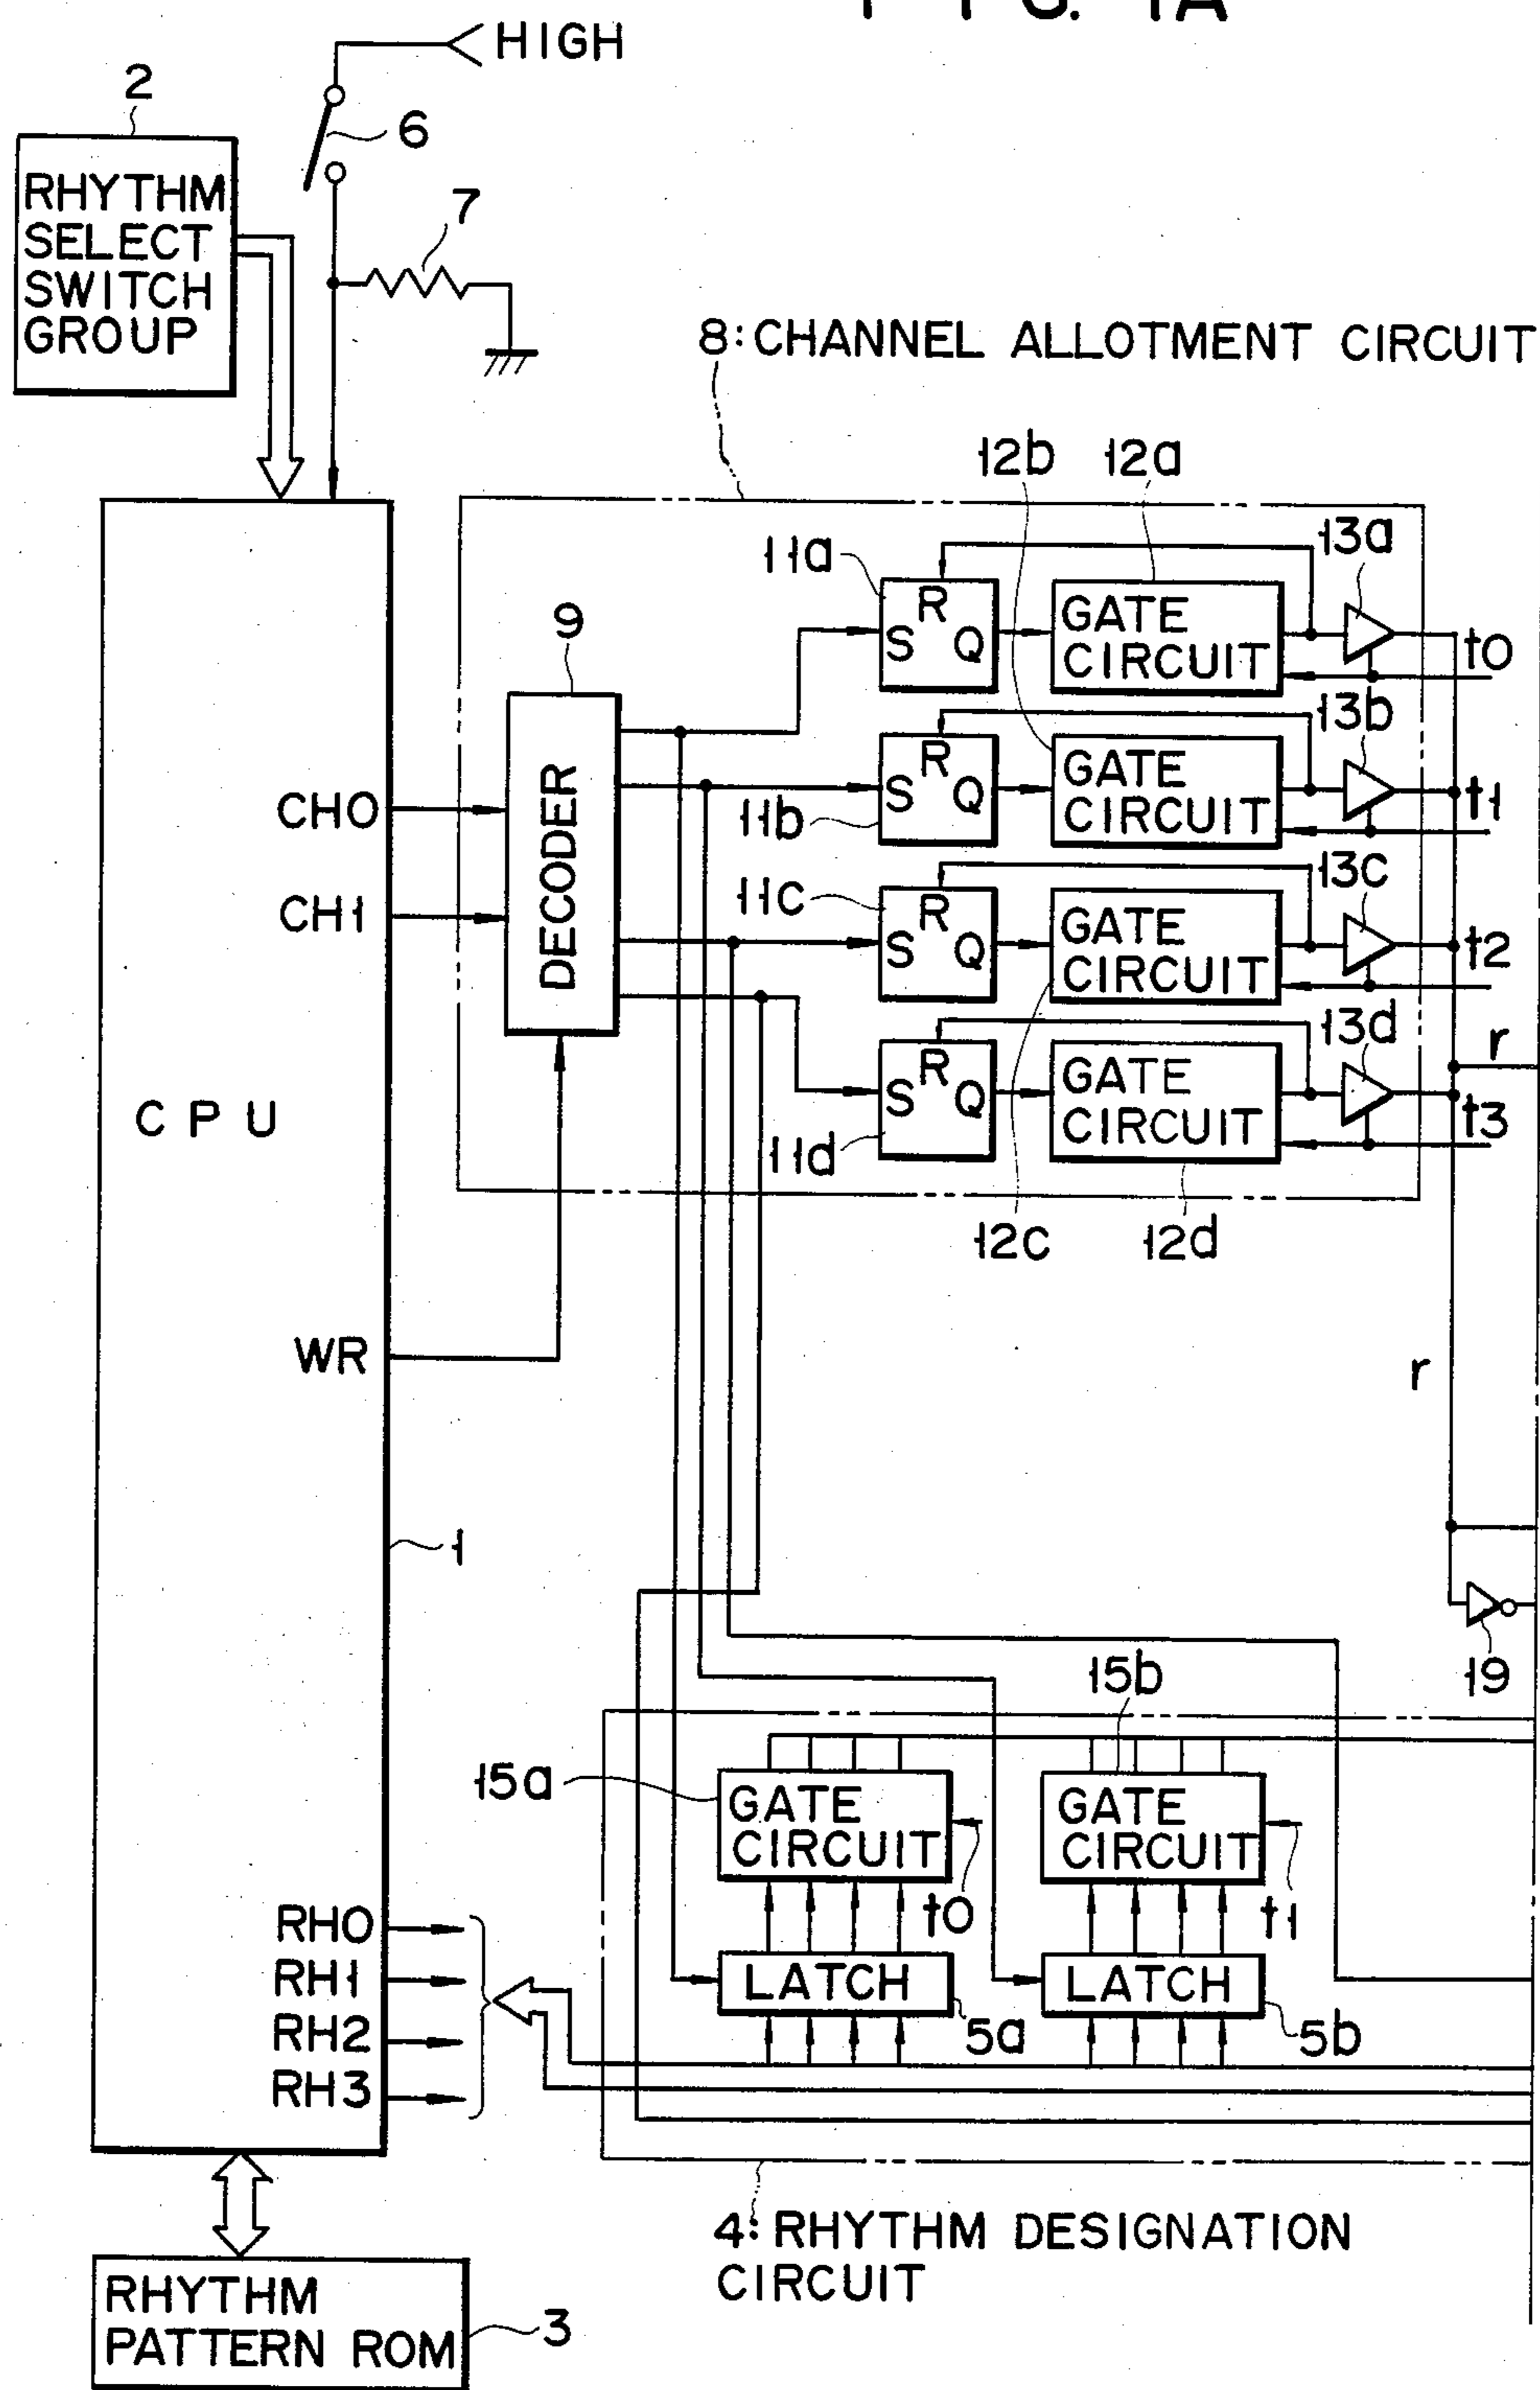 FIG. 1A
HIGH
2
6
RHYTHM
SELECT
SWITCH
GROUP
7
8: CHANNEL ALLOTMENT CIRCUIT
12b
12a
11a
13a
R
S
Q
GATE
CIRCUIT
t0
9
DECODER
13b
R
S
Q
GATE
CIRCUIT
t1
11b
CH0
13c
11c
R
S
Q
GATE
CIRCUIT
t2
CH1
13d
r
R
S
Q
GATE
CIRCUIT
t3
11d
CPU
12c
12d
WR
r
1
19
15b
15a
GATE
CIRCUIT
GATE
CIRCUIT
t0
t1
RH0
RH1
RH2
RH3
LATCH
LATCH
5a
5b
4: RHYTHM DESIGNATION
CIRCUIT
RHYTHM
PATTERN ROM
3